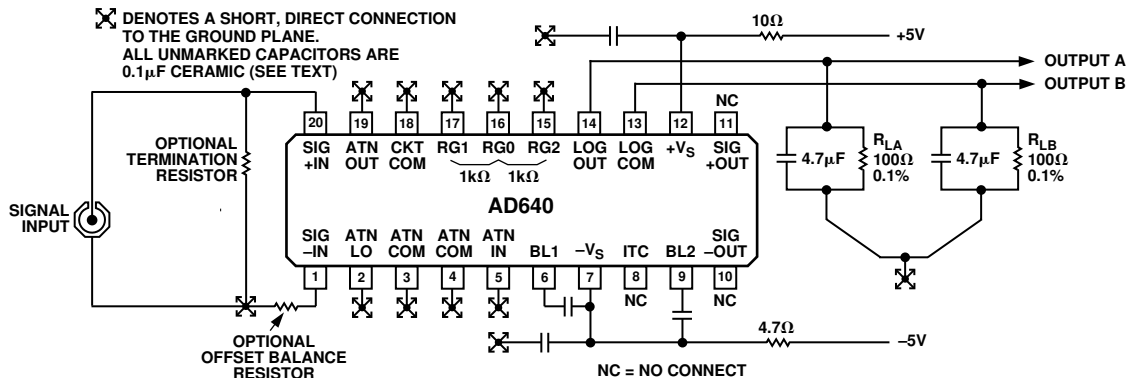 DENOTES A SHORT, DIRECT CONNECTION
TO THE GROUND PLANE.
ALL UNMARKED CAPACITORS ARE
0.1μF CERAMIC (SEE TEXT)
10Ω
+5V
OUTPUT A
OUTPUT B
NC
20 19 18 17 16 15 14 13 12 11
SIG +IN
ATN OUT
CKT COM
RG1
RG0
RG2
LOG OUT
LOG COM
+VS
SIG +OUT
1kΩ 1kΩ
AD640
OPTIONAL
TERMINATION
RESISTOR
SIGNAL
INPUT
4.7μF
RLA
100Ω
0.1%
4.7μF
RLB
100Ω
0.1%
SIG –IN
ATN LO
ATN COM
ATN COM
ATN IN
BL1
–VS
ITC
BL2
SIG –OUT
1 2 3 4 5 6 7 8 9 10
NC
NC
OPTIONAL
OFFSET BALANCE
RESISTOR
4.7Ω
–5V
NC = NO CONNECT